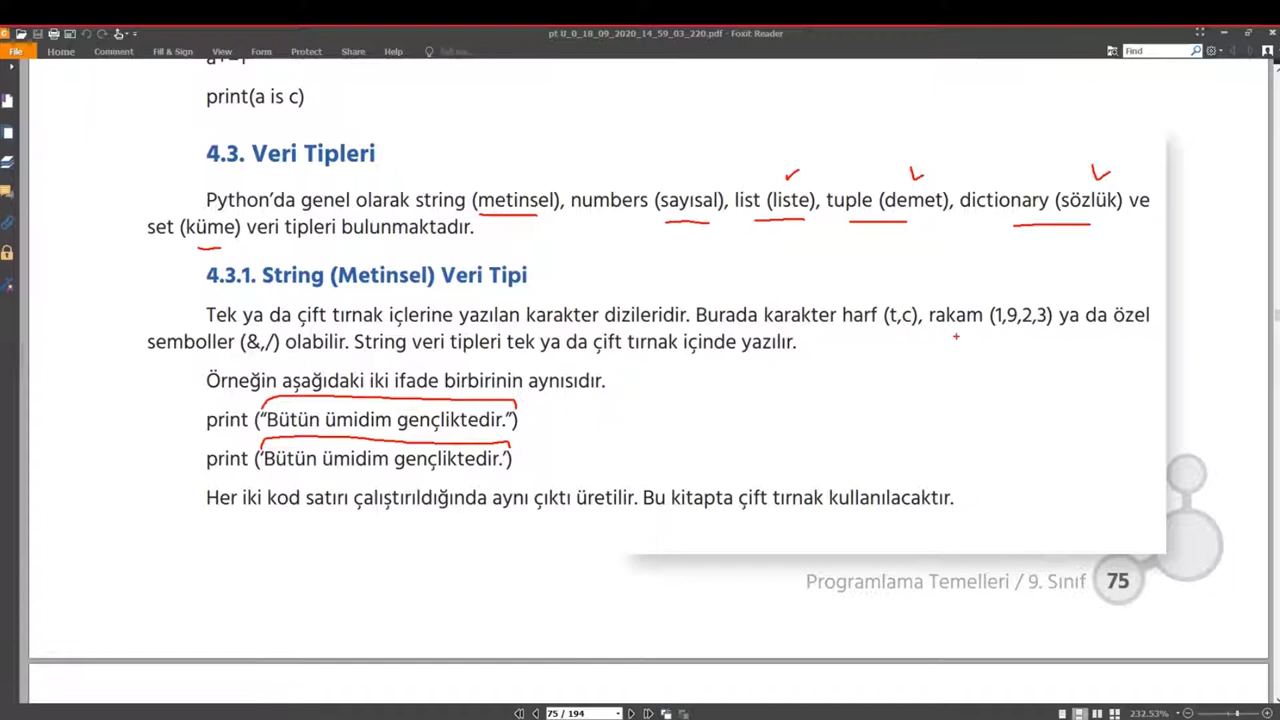 pt U_0_18_09_2020_14_59_03_220.pdf - Foxit Reader
File Home Comment Fill & Sign View Form Protect Share Help Find
print(a is c)
4.3. Veri Tipleri
Python’da genel olarak string (metinsel), numbers (sayısal), list (liste), tuple (demet), dictionary (sözlük) ve
set (küme) veri tipleri bulunmaktadır.
4.3.1. String (Metinsel) Veri Tipi
Tek ya da çift tırnak içlerine yazılan karakter dizileridir. Burada karakter harf (t,c), rakam (1,9,2,3) ya da özel
semboller (&,/) olabilir. String veri tipleri tek ya da çift tırnak içinde yazılır.
Örneğin aşağıdaki iki ifade birbirinin aynısıdır.
print (“Bütün ümidim gençliktedir.”)
print (‘Bütün ümidim gençliktedir.’)
Her iki kod satırı çalıştırıldığında aynı çıktı üretilir. Bu kitapta çift tırnak kullanılacaktır.
Programlama Temelleri / 9. Sınıf 75
75 / 194
232.53%